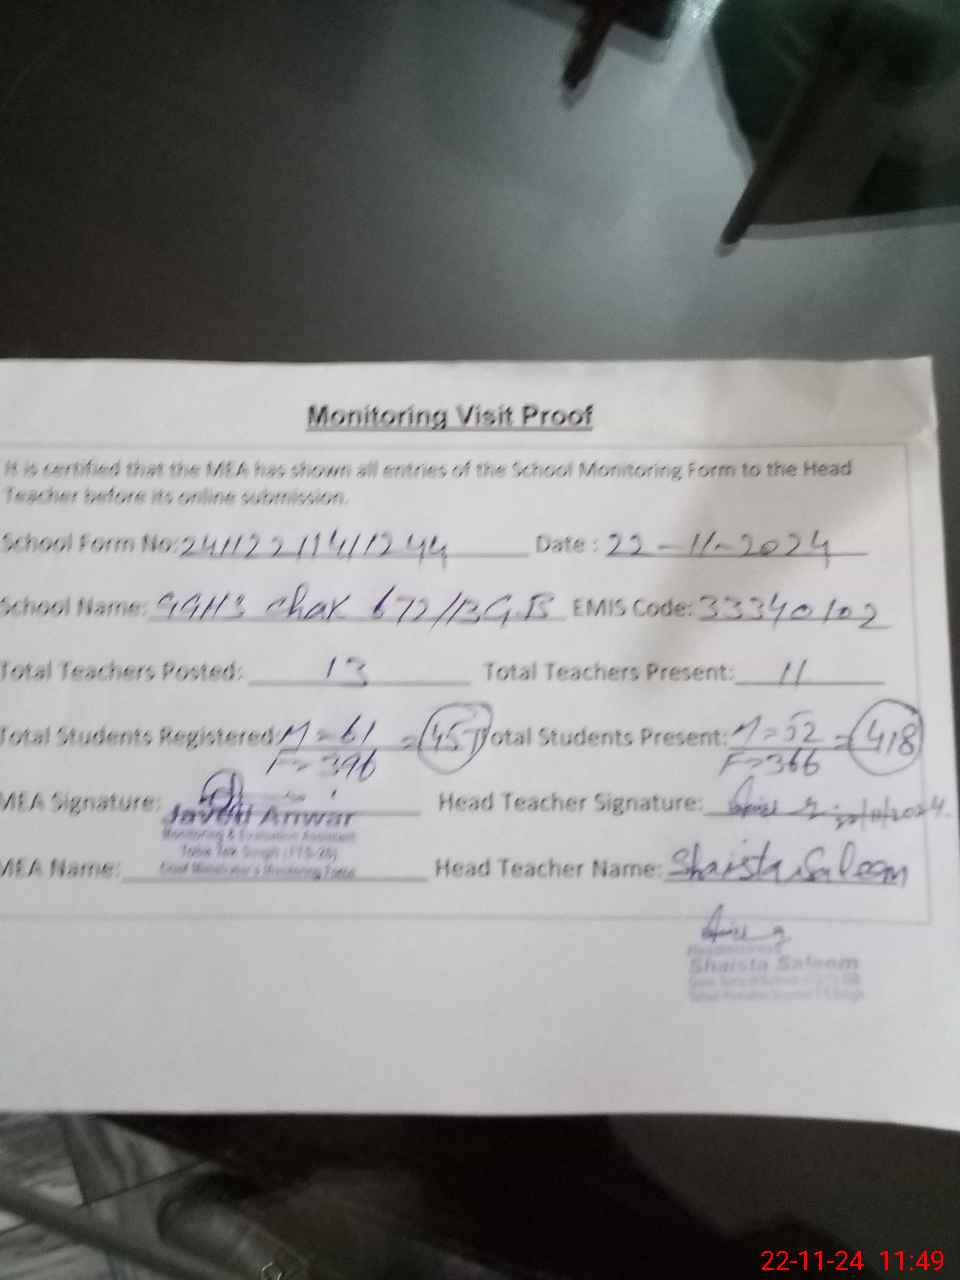 Monitoring Visit Proof
It is certified that the MEA has shown all entries of the School Monitoring Form to the Head
Teacher before its online submission.
School Form No: 241122114111244 Date : 22-11-2024
School Name: GGHS Chak 672/13 G.B EMIS Code: 33340102
Total Teachers Posted: 13 Total Teachers Present: 11
Total Students Registered: M=61 = 457 Total Students Present: M=52 = 418
F=396 F=366
MEA Signature: Head Teacher Signature:
Javed Anwar
Monitoring & Evaluation Assistant
Toba Tek Singh
MEA Name: Head Teacher Name: Shaista Saleem
Shaista Saleem
22-11-24 11:49